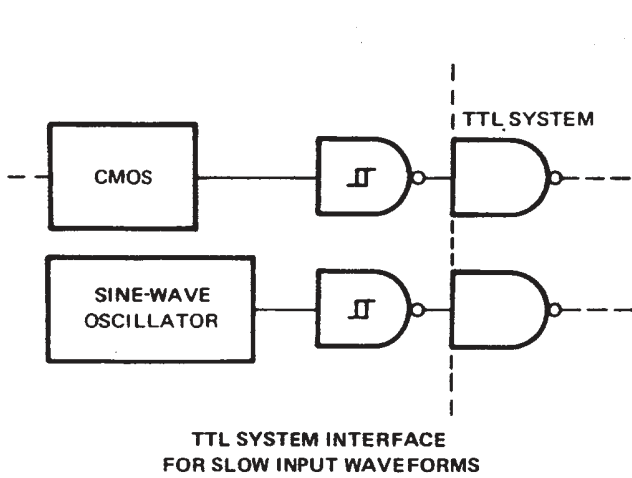 TTL SYSTEM
CMOS
SINE-WAVE
OSCILLATOR
TTL SYSTEM INTERFACE
FOR SLOW INPUT WAVEFORMS